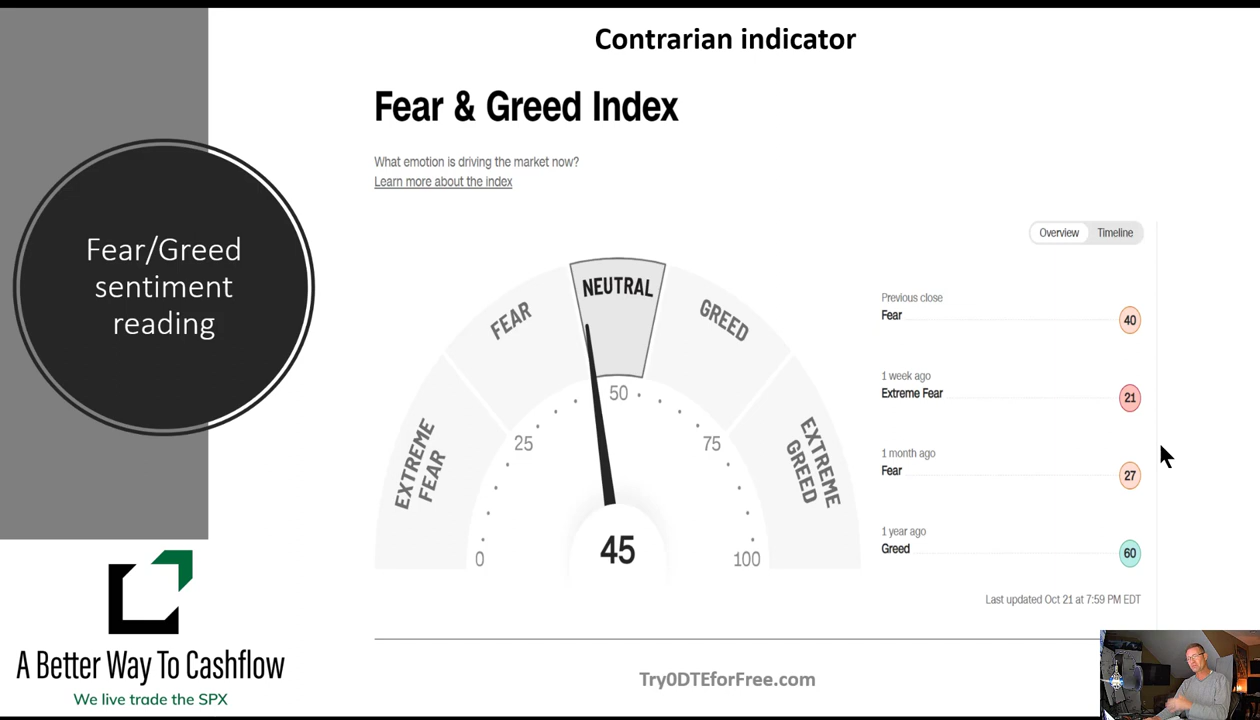 Contrarian indicator
Fear/Greed
sentiment
reading
Fear & Greed Index
What emotion is driving the market now?
Learn more about the index
Overview
Timeline
EXTREME
FEAR
FEAR
NEUTRAL
GREED
EXTREME
GREED
0
25
50
75
100
45
Previous close
Fear
40
1 week ago
Extreme Fear
21
1 month ago
Fear
27
1 year ago
Greed
60
Last updated Oct 21 at 7:59 PM EDT
A Better Way To Cashflow
We live trade the SPX
Try0DTEforFree.com